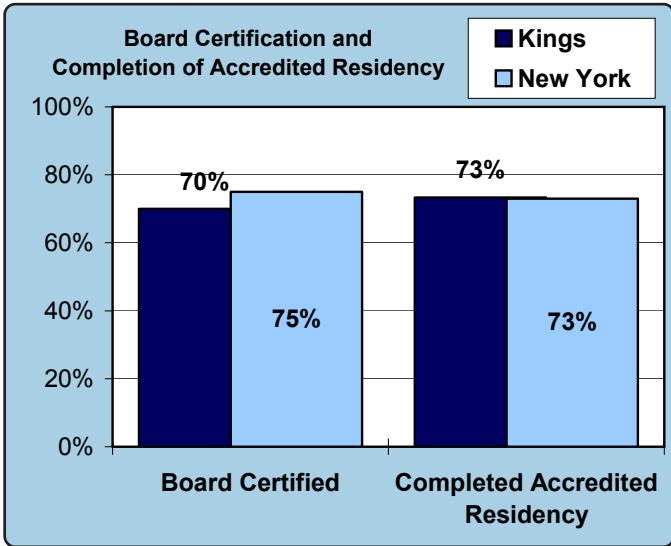 Board Certification and
Completion of Accredited Residency
Kings
New York
100%
80%
60%
40%
20%
0%
70%
75%
73%
73%
Board Certified
Completed Accredited
Residency